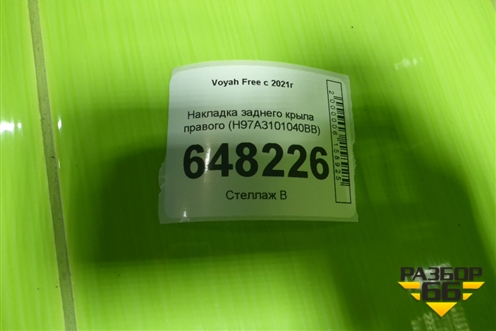 Voyah Free с 2021г
Накладка заднего крыла
правого (H97A3101040BB)
648226
Стеллаж В
РАЗБОР
66